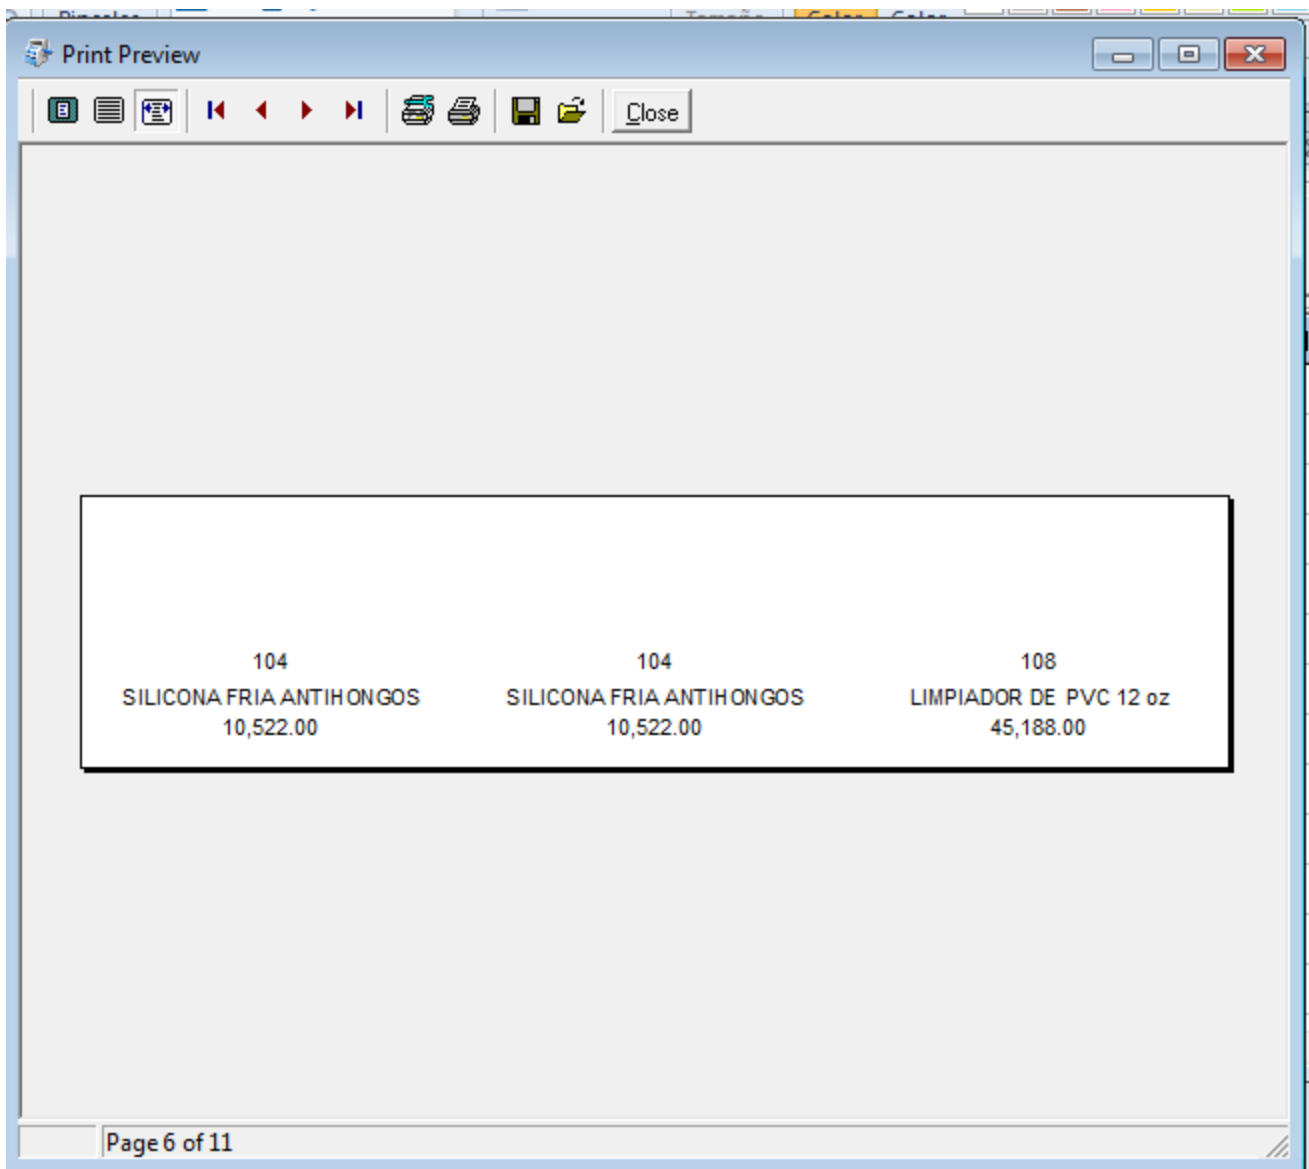 Print Preview
Close
104
SILICONA FRIA ANTIHONGOS
10,522.00
104
SILICONA FRIA ANTIHONGOS
10,522.00
108
LIMPIADOR DE PVC 12 oz
45,188.00
Page 6 of 11